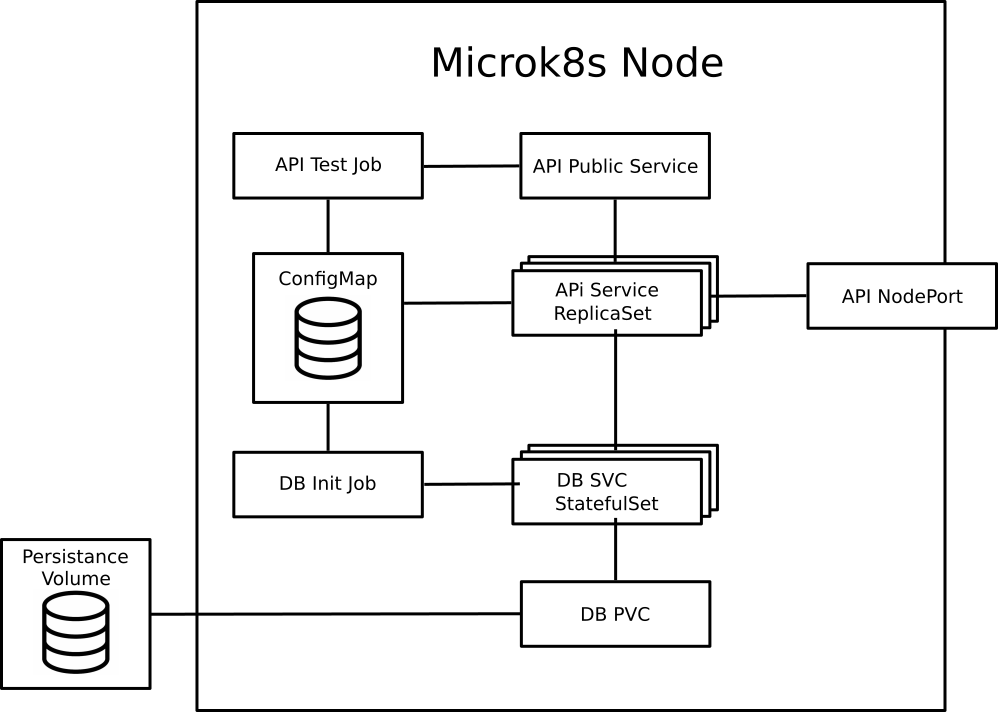 Microk8s Node
API Test Job
API Public Service
ConfigMap
APi Service
ReplicaSet
API NodePort
DB Init Job
DB SVC
StatefulSet
Persistance
Volume
DB PVC